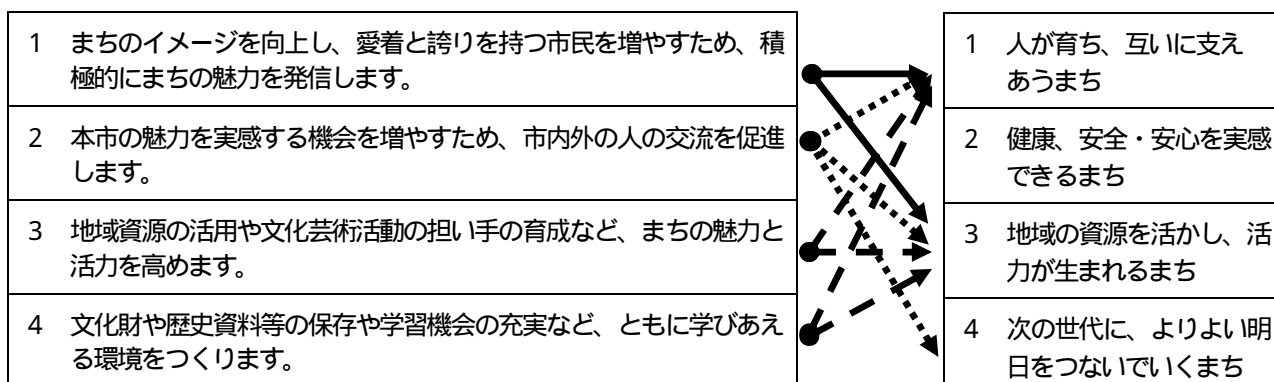 1 まちのイメージを向上し、愛着と誇りを持つ市民を増やすため、積
極的にまちの魅力を発信します。
2 本市の魅力を実感する機会を増やすため、市内外の人の交流を促進
します。
3 地域資源の活用や文化芸術活動の担い手の育成など、まちの魅力と
活力を高めます。
4 文化財や歴史資料等の保存や学習機会の充実など、ともに学びあえ
る環境をつくります。
1 人が育ち、互いに支え
あうまち
2 健康、安全・安心を実感
できるまち
3 地域の資源を活かし、活
力が生まれるまち
4 次の世代に、よりよい明
日をつないでいくまち